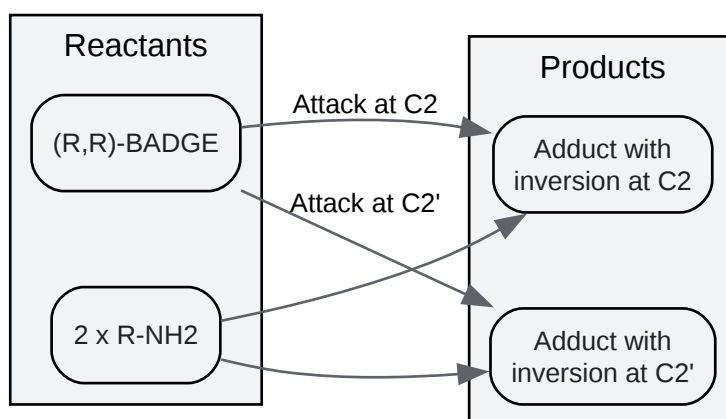 Reactants
Products
Attack at C2
(R,R)-BADGE
Adduct with
inversion at C2
Attack at C2'
2 x R-NH2
Adduct with
inversion at C2'